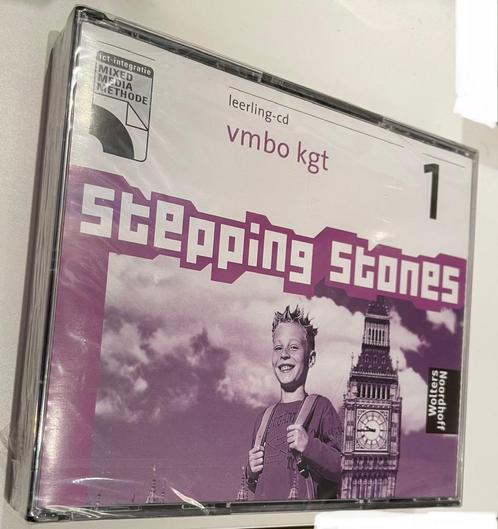 ict-integratie
MIXED
MEDIA
METHODE
leerling-cd
vmbo kgt
1
stepping stones
Wolters
Noordhoff